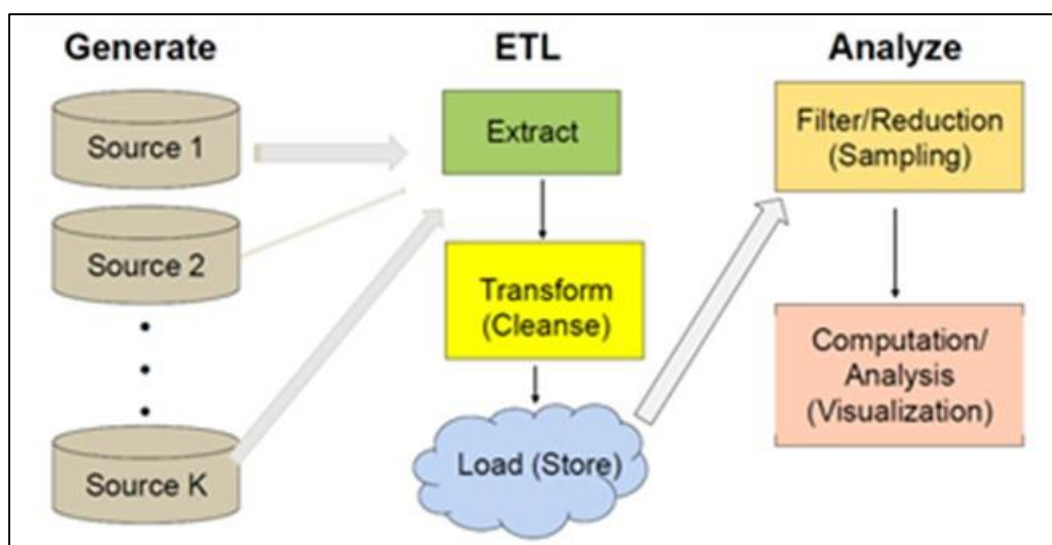 Generate
ETL
Analyze
Source 1
Source 2
Source K
Extract
Transform
(Cleanse)
Load (Store)
Filter/Reduction
(Sampling)
Computation/
Analysis
(Visualization)